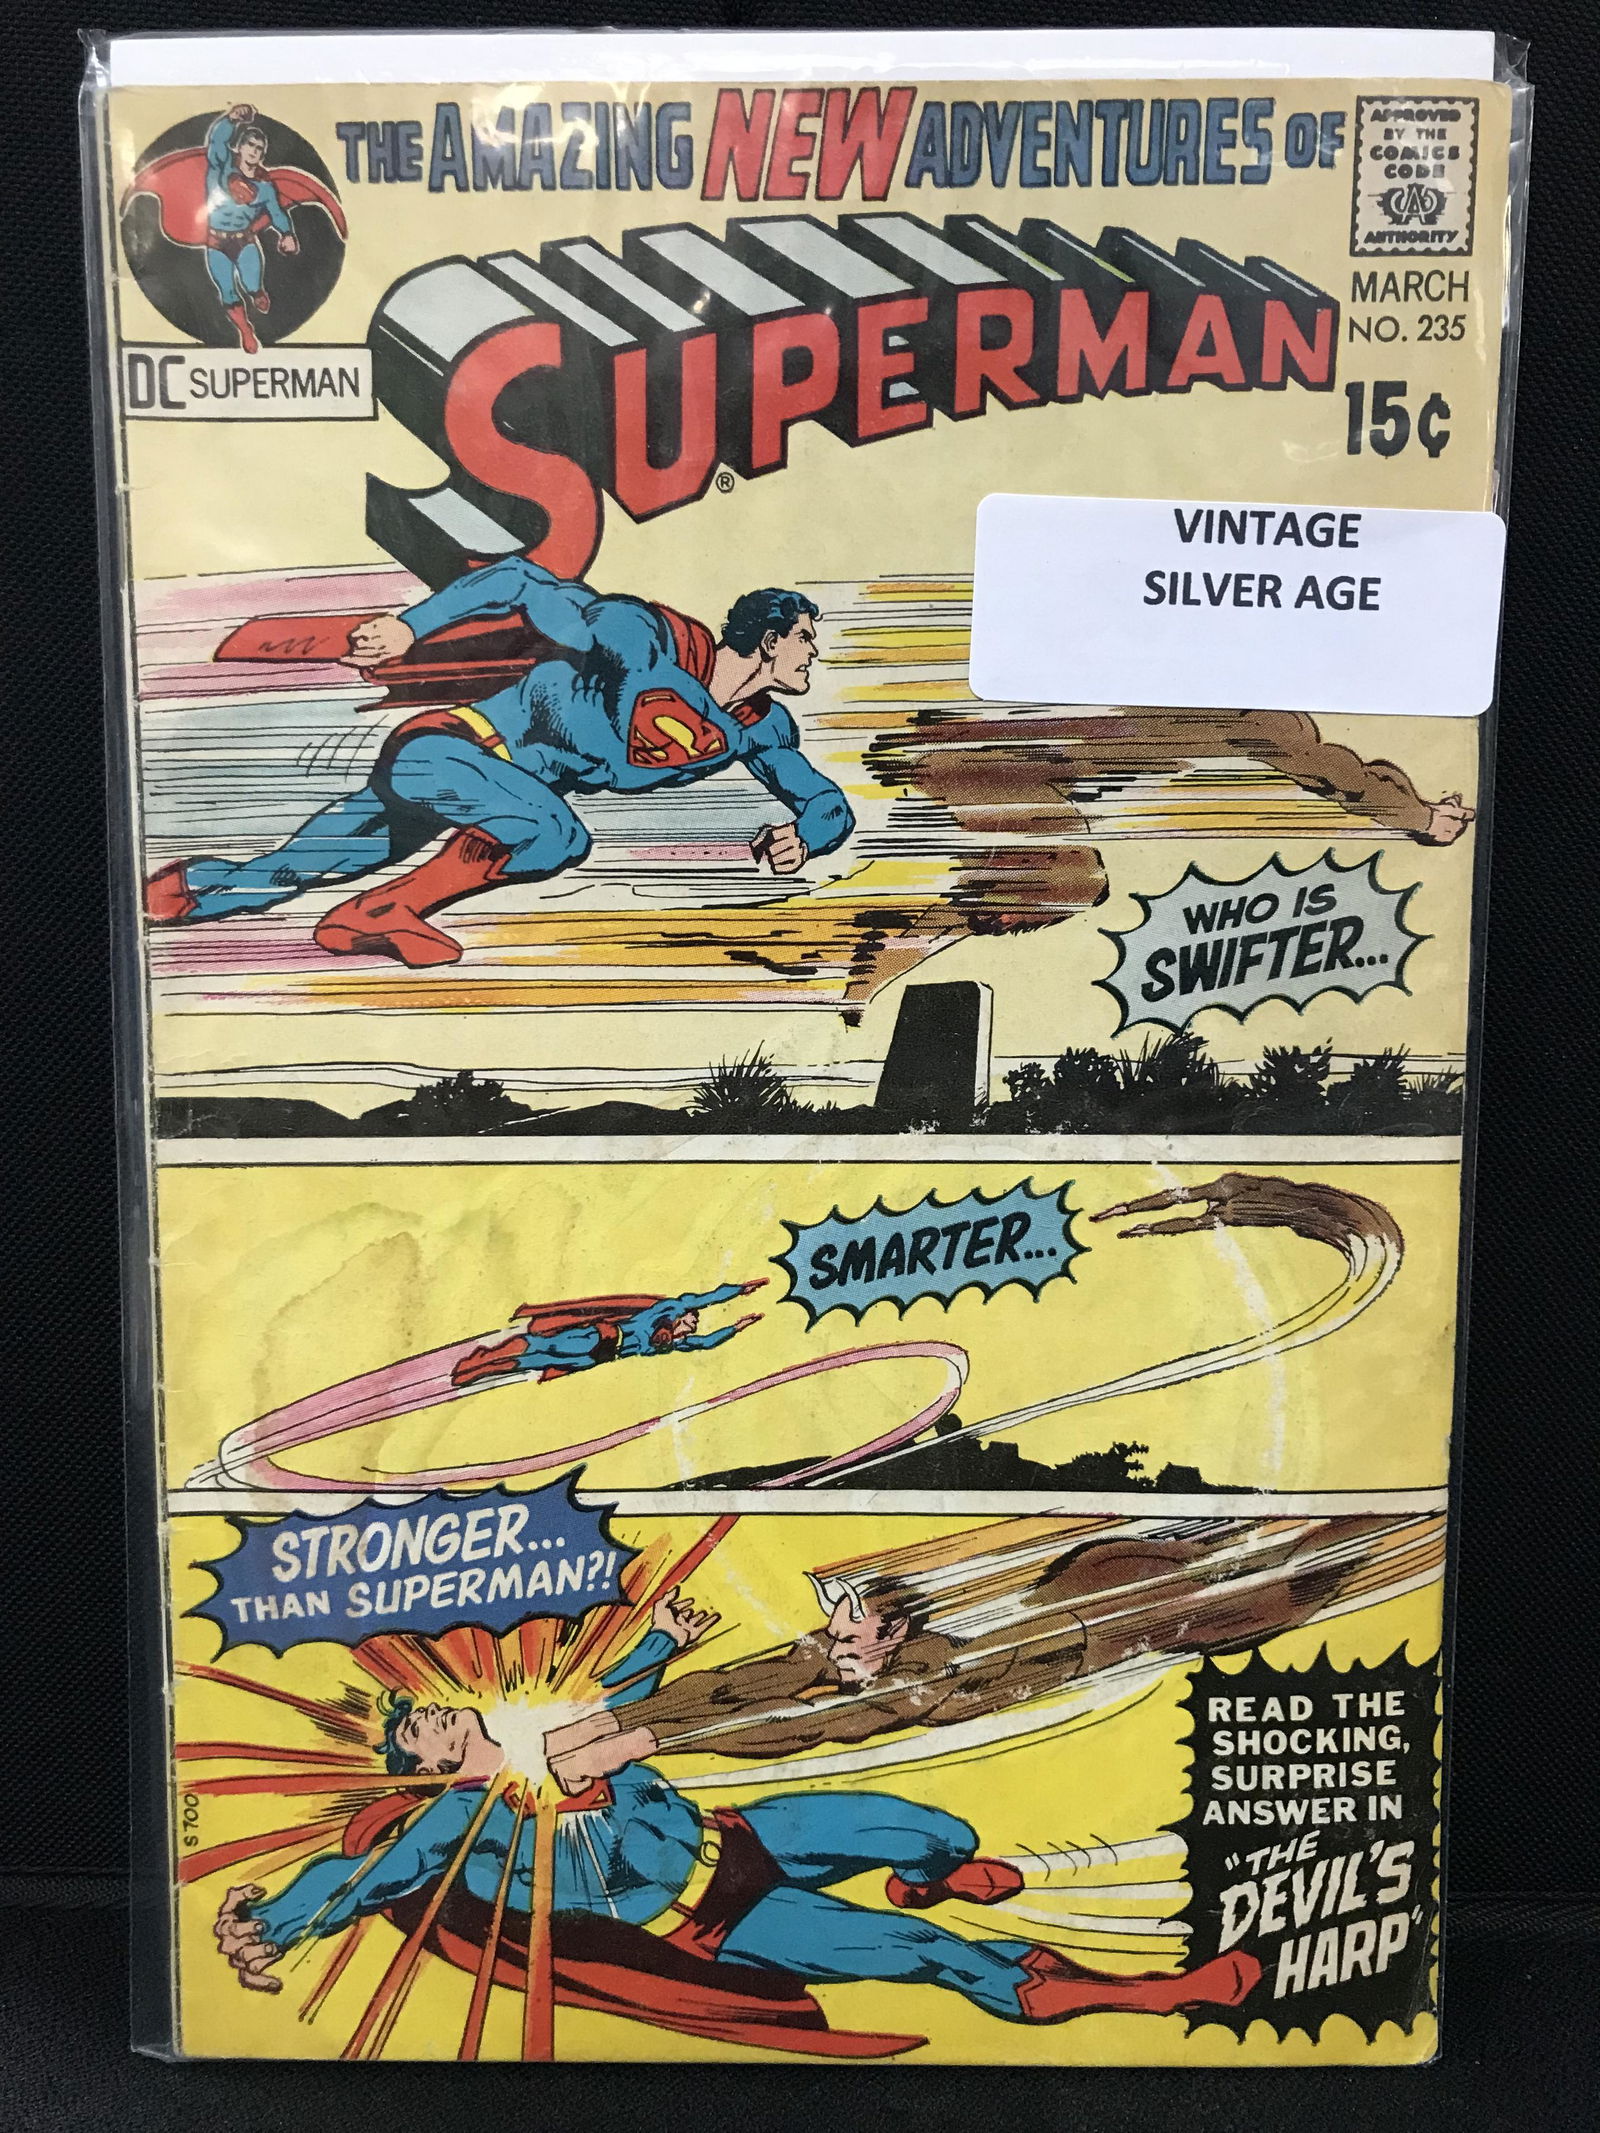 THE AMAZING NEW ADVENTURES OF
SUPERMAN
®
APPROVED
BY THE
COMICS
CODE
CA
AUTHORITY
MARCH
NO. 235
15¢
DC SUPERMAN
VINTAGE
SILVER AGE
WHO IS
SWIFTER...
SMARTER...
STRONGER...
THAN SUPERMAN?!
READ THE
SHOCKING,
SURPRISE
ANSWER IN
"THE
DEVIL'S
HARP"